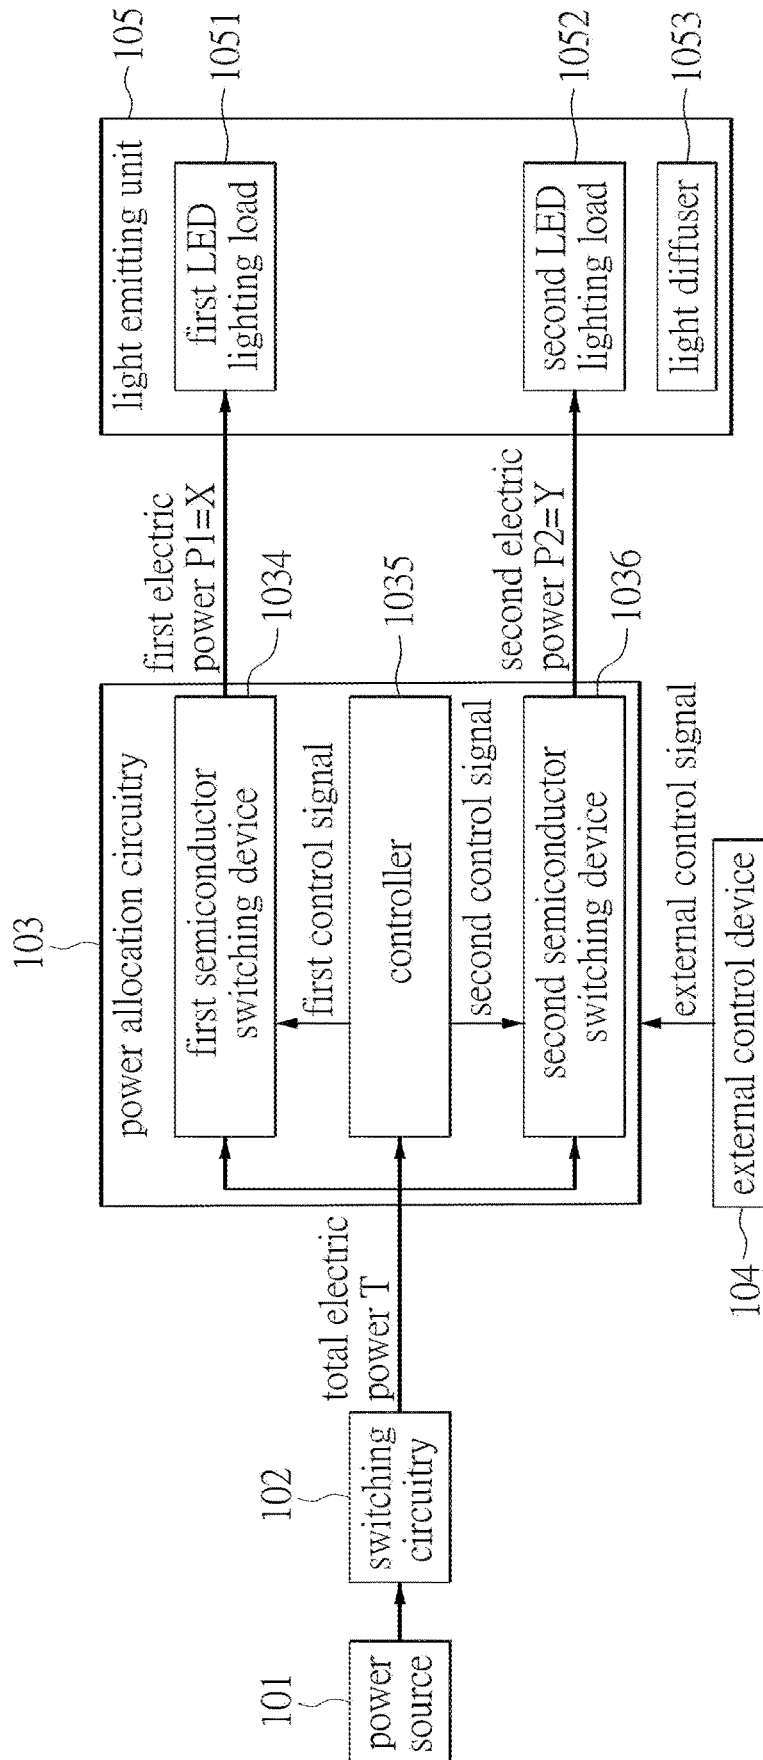 101
power
source
102
switching
circuitry
total electric
power T
103
power allocation circuitry
first semiconductor
switching device
1034
first control signal
controller
1035
second control signal
second semiconductor
switching device
1036
external control signal
104
external control device
first electric
power P1=X
second electric
power P2=Y
105
light emitting unit
first LED
lighting load
1051
second LED
lighting load
1052
light diffuser
1053